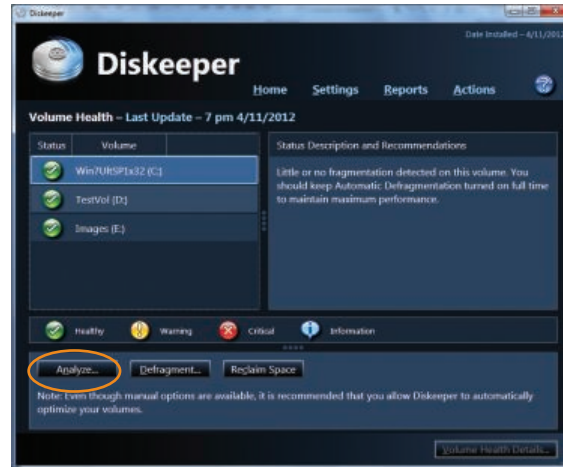 Diskeeper
Date Installed – 4/11/2012
Diskeeper
Home Settings Reports Actions
Volume Health – Last Update – 7 pm 4/11/2012
Status Volume
Status Description and Recommendations
Win7UltSP1x32 (C:)
TestVol (D:)
Images (E:)
Little or no fragmentation detected on this volume. You
should keep Automatic Defragmentation turned on full time
to maintain maximum performance.
Healthy Warning Critical Information
Analyze... Defragment... Reclaim Space
Note: Even though manual options are available, it is recommended that you allow Diskeeper to automatically
optimize your volumes.
Volume Health Details...